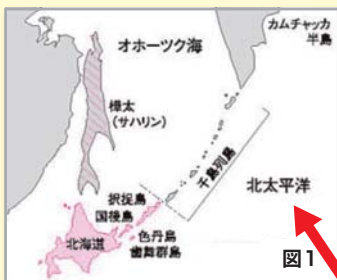 カムチャッカ
半島
オホーツク海
樺太
(サハリン)
千島列島
北太平洋
択捉島
国後島
北海道
色丹島
歯舞群島
図1